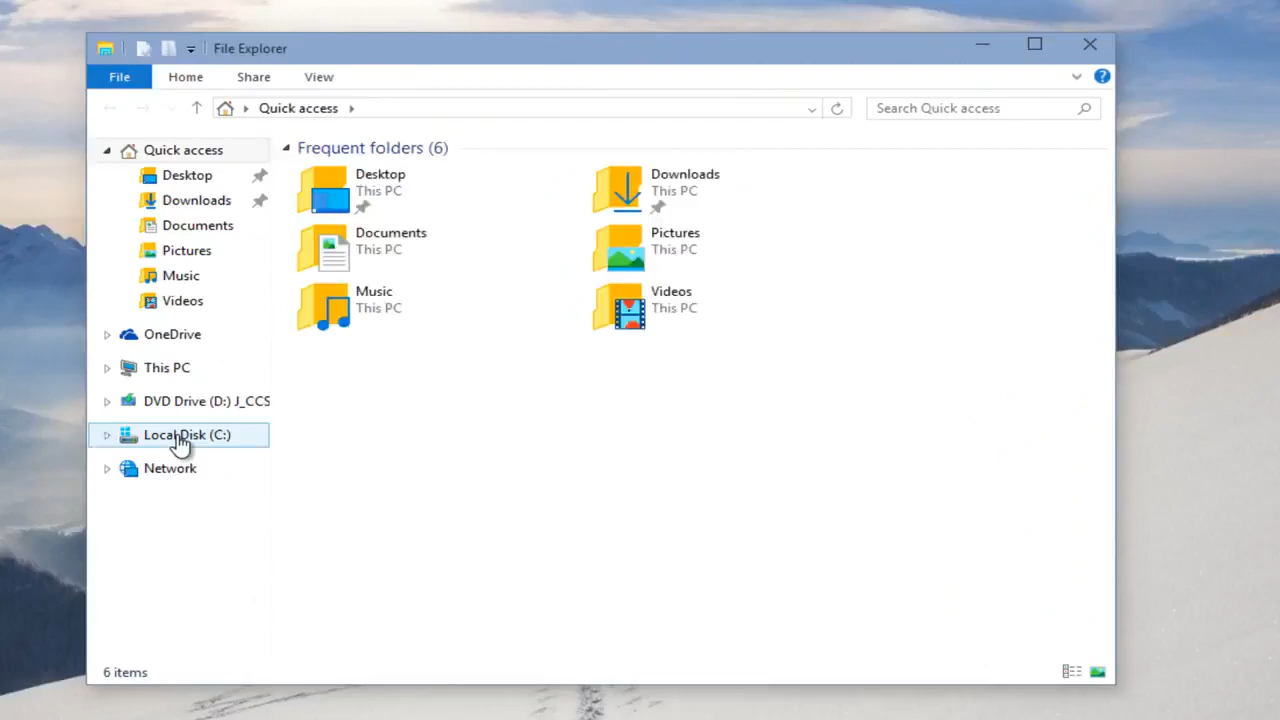 File Explorer
File Home Share View
Quick access
Search Quick access
Quick access
Desktop
Downloads
Documents
Pictures
Music
Videos
OneDrive
This PC
DVD Drive (D:) J_CCS
Local Disk (C:)
Network
Frequent folders (6)
Desktop
This PC
Downloads
This PC
Documents
This PC
Pictures
This PC
Music
This PC
Videos
This PC
6 items